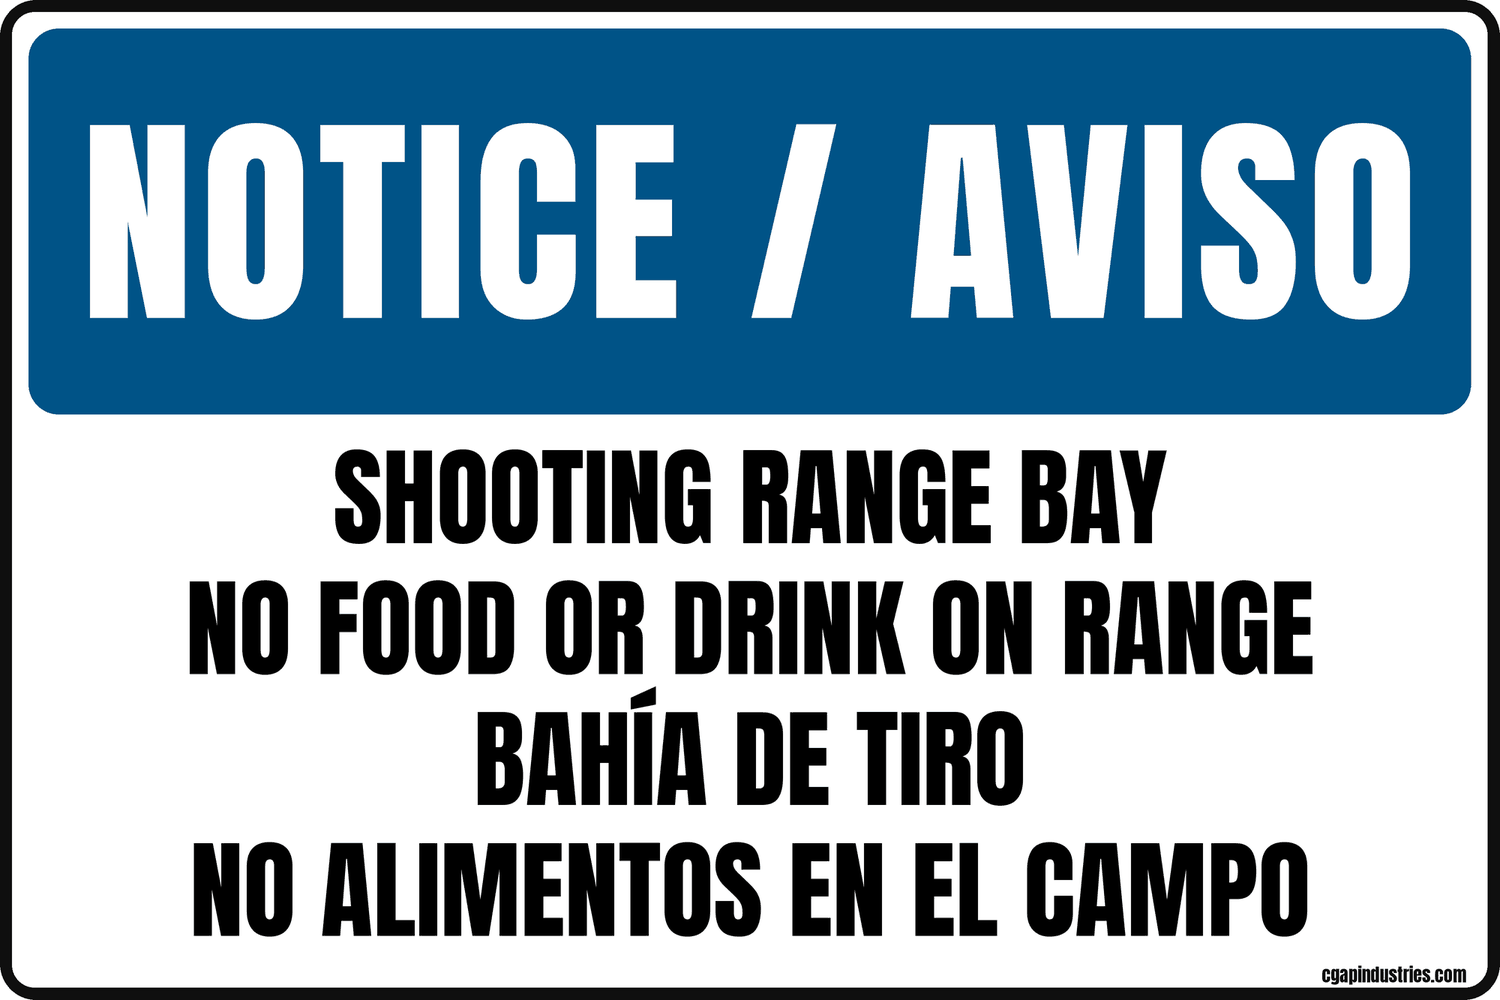 NOTICE / AVISO
SHOOTING RANGE BAY
NO FOOD OR DRINK ON RANGE
BAHÍA DE TIRO
NO ALIMENTOS EN EL CAMPO
cgapindustries.com